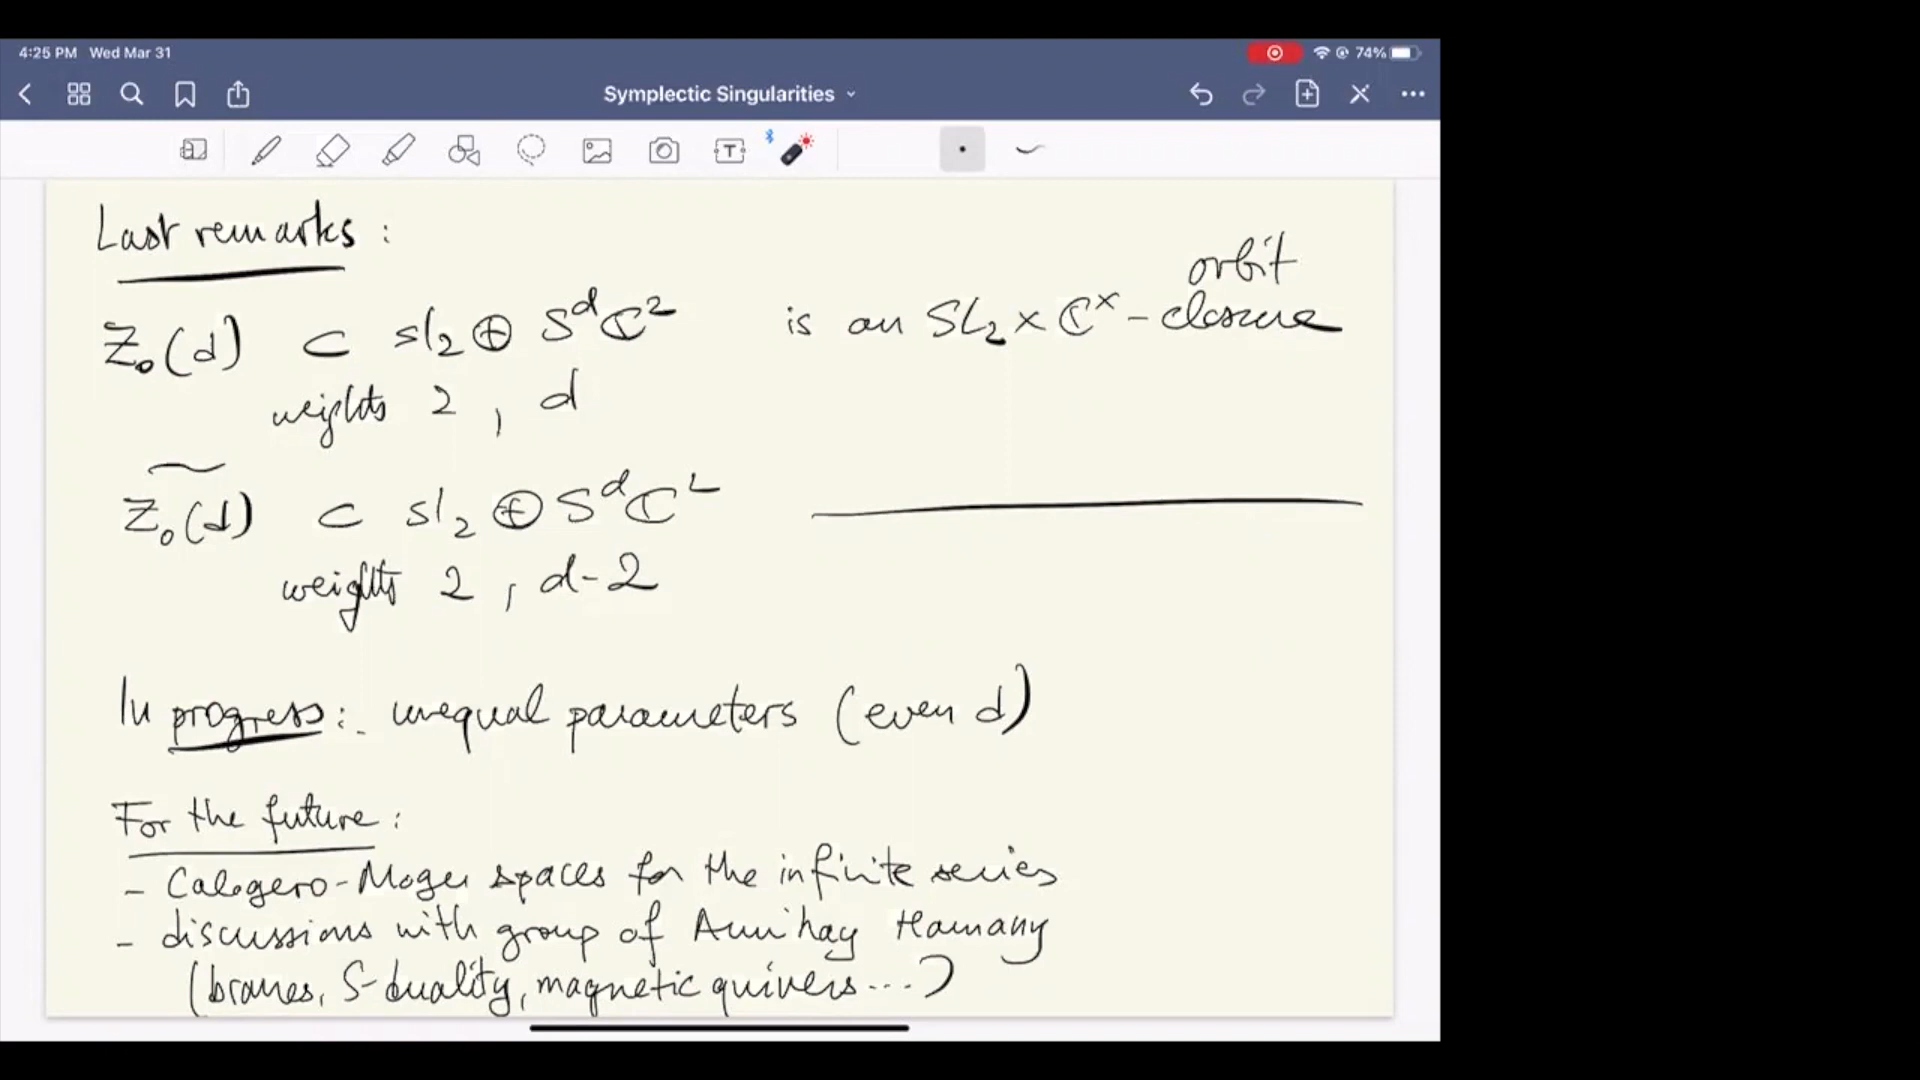 4:25 PM Wed Mar 31
74%
Symplectic Singularities
Last remarks :
Z₀(d) ⊂ sl₂ ⊕ SᵈC² is an SL₂ × C^× - orbit closure
weights 2 , d
Z̃₀(d) ⊂ sl₂ ⊕ SᵈC²
weights 2 , d-2
In progress : unequal parameters (even d)
For the future :
- Calogero-Moser spaces for the infinite series
- discussions with group of Amihay Hanany
(branes, S-duality, magnetic quivers...)